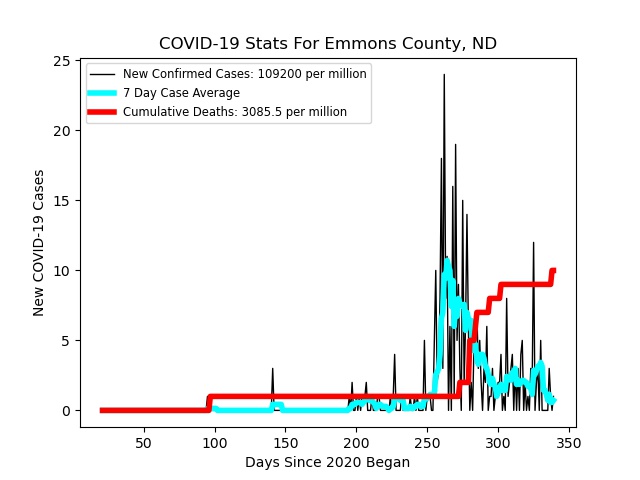 COVID-19 Stats For Emmons County, ND
New Confirmed Cases: 109200 per million
7 Day Case Average
Cumulative Deaths: 3085.5 per million
New COVID-19 Cases
25
20
15
10
5
0
50
100
150
200
250
300
350
Days Since 2020 Began